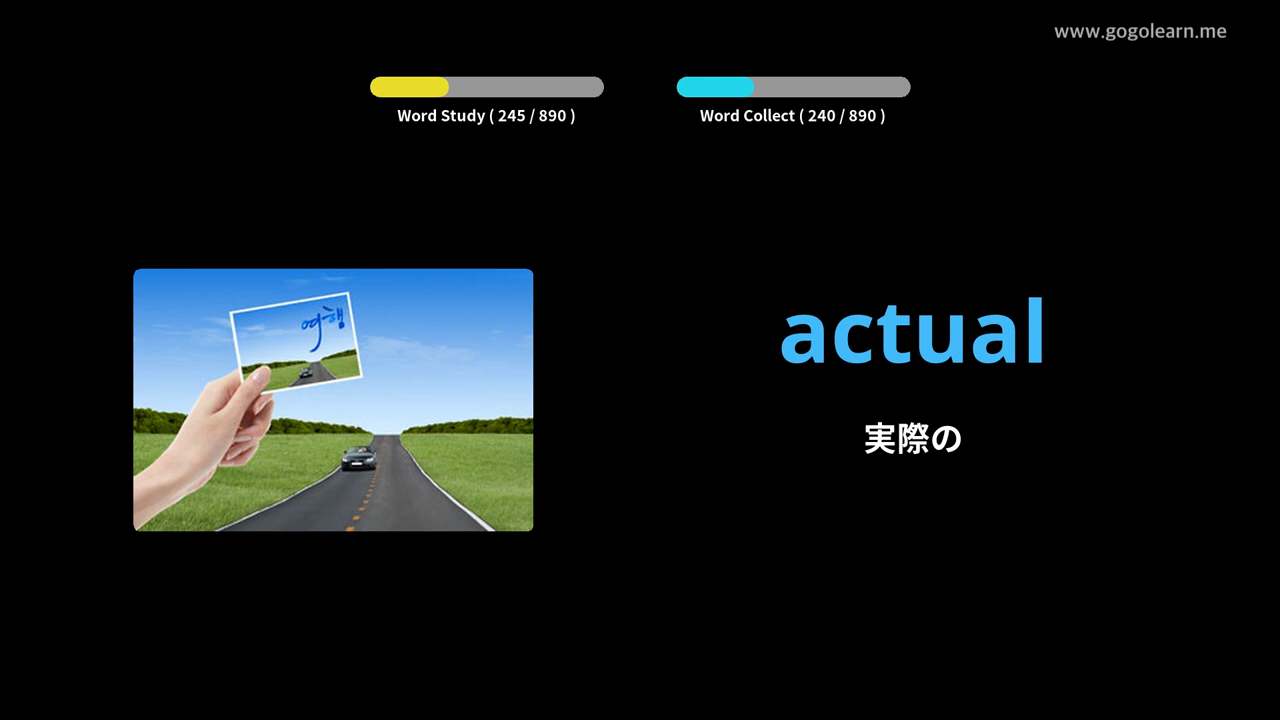 www.gogolearn.me
Word Study ( 245 / 890 )
Word Collect ( 240 / 890 )
여행
actual
実際の